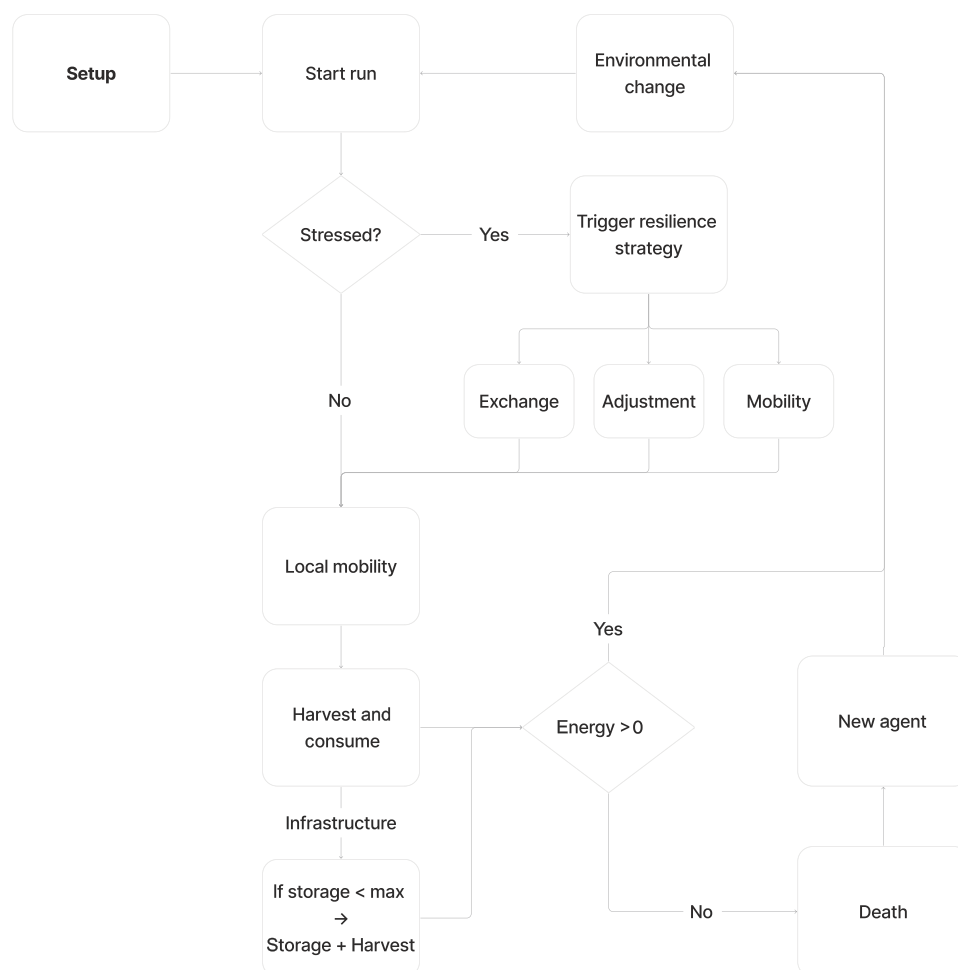 Setup
Start run
Environmental
change
Stressed?
Yes
Trigger resilience
strategy
No
Exchange
Adjustment
Mobility
Local mobility
Yes
Harvest and
consume
Energy >0
New agent
Infrastructure
If storage < max
→
Storage + Harvest
No
Death